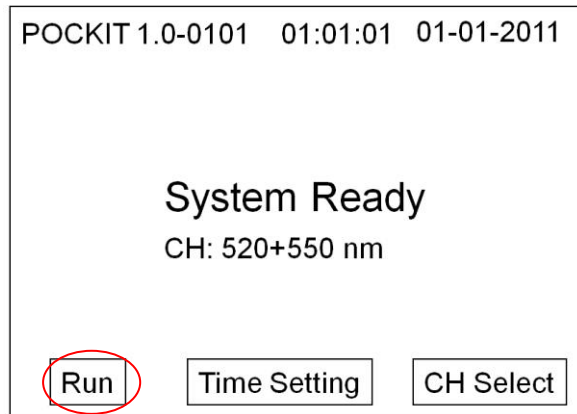 POCKIT 1.0-0101 01:01:01 01-01-2011
System Ready
CH: 520+550 nm
Run Time Setting CH Select